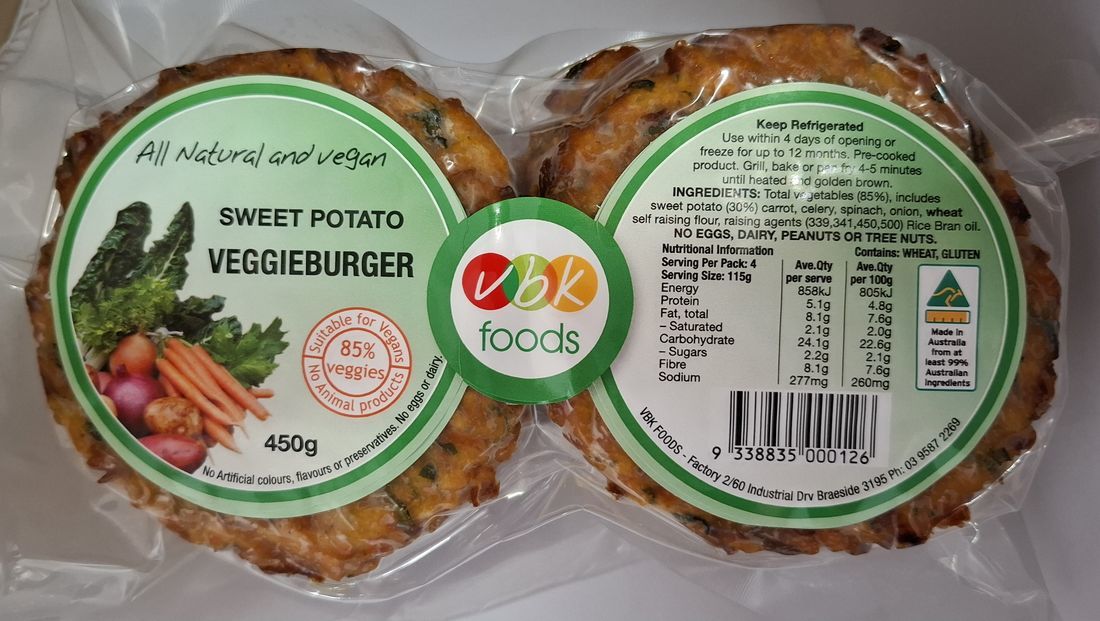 All Natural and vegan
SWEET POTATO
VEGGIEBURGER
Suitable for Vegans
85%
veggies
No Animal products
450g
No Artificial colours, flavours or preservatives. No eggs or dairy.
vbk
foods
Keep Refrigerated
Use within 4 days of opening or
freeze for up to 12 months. Pre-cooked
product. Grill, bake or pan fry 4-5 minutes
until heated and golden brown.
INGREDIENTS: Total vegetables (85%), includes
sweet potato (30%) carrot, celery, spinach, onion, wheat
self raising flour, raising agents (339,341,450,500) Rice Bran oil.
NO EGGS, DAIRY, PEANUTS OR TREE NUTS.
Nutritional Information Contains: WHEAT, GLUTEN
Serving Per Pack: 4 Ave.Qty Ave.Qty
Serving Size: 115g per serve per 100g
Energy 858kJ 805kJ
Protein 5.1g 4.8g
Fat, total 8.1g 7.6g
– Saturated 2.1g 2.0g
Carbohydrate 24.1g 22.6g
– Sugars 2.2g 2.1g
Fibre 8.1g 7.6g
Sodium 277mg 260mg
Made in
Australia
from at
least 99%
Australian
ingredients
9 338835 000126
VBK FOODS - Factory 2/60 Industrial Drv Braeside 3195 Ph: 03 9587 2269